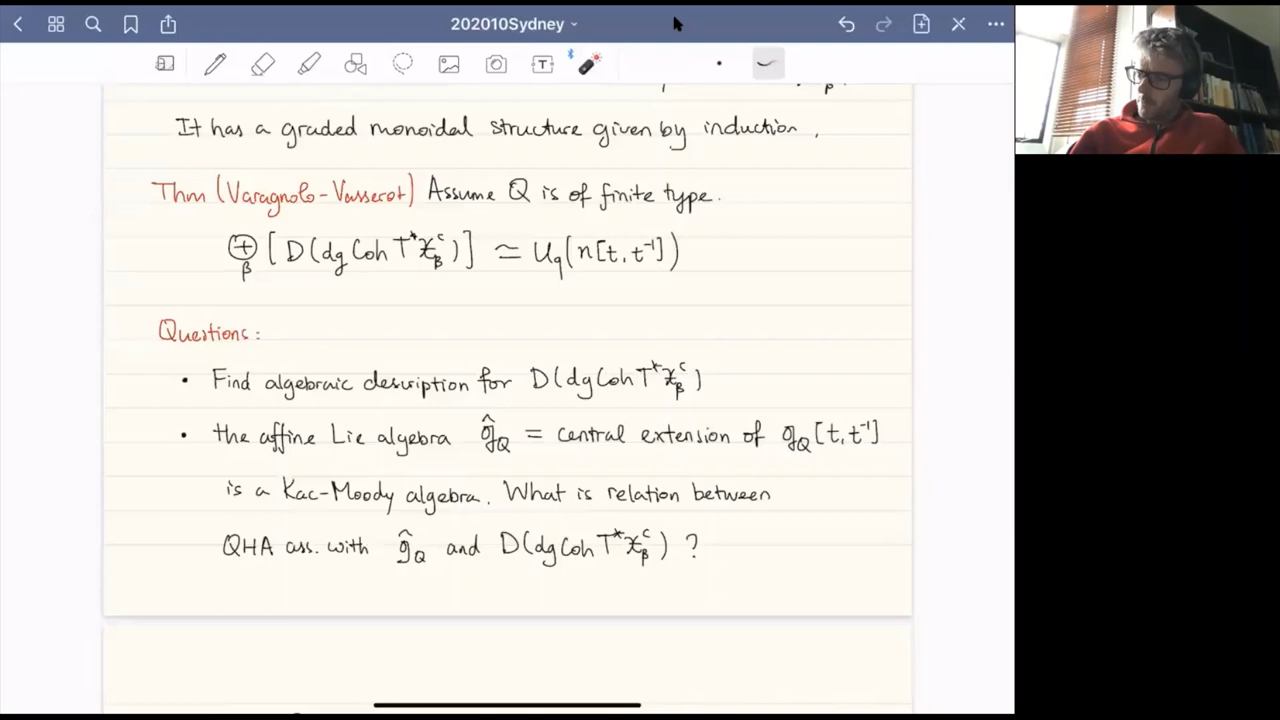 202010Sydney
It has a graded monoidal structure given by induction.
Thm (Varagnolo-Vasserot) Assume Q is of finite type.
⊕_β [D(dg Coh T*𝒳_β^c)] ≃ U_q(n[t, t⁻¹])
Questions:
• Find algebraic description for D(dg Coh T*𝒳_β^c)
• the affine Lie algebra ĝ_Q = central extension of g_Q[t, t⁻¹]
is a Kac-Moody algebra. What is relation between
QHA ass. with ĝ_Q and D(dg Coh T*𝒳_β^c) ?